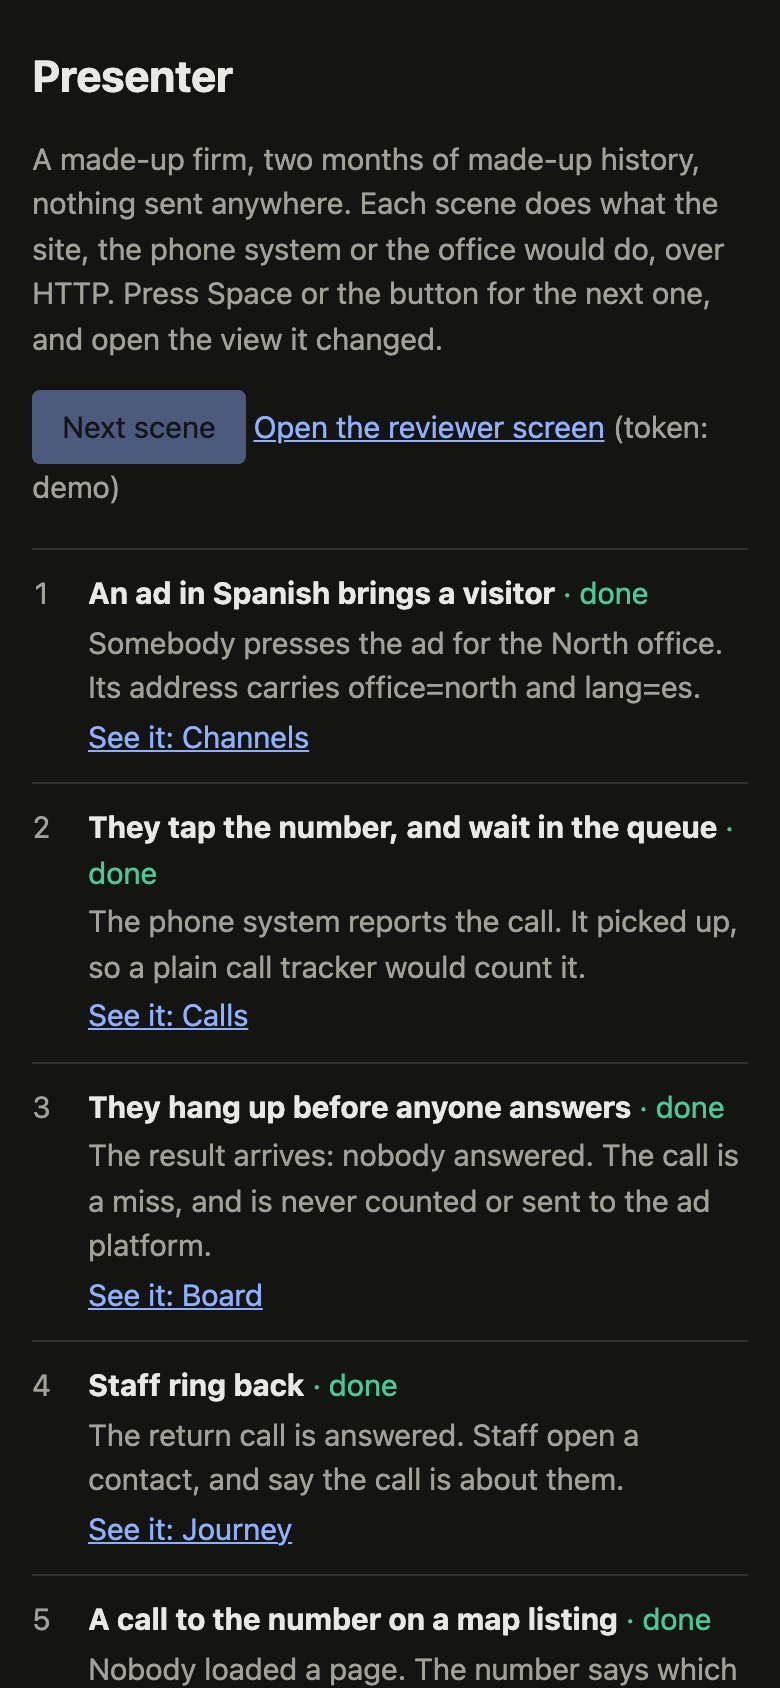 Presenter
A made-up firm, two months of made-up history,
nothing sent anywhere. Each scene does what the
site, the phone system or the office would do, over
HTTP. Press Space or the button for the next one,
and open the view it changed.
Next scene Open the reviewer screen (token:
demo)
1 An ad in Spanish brings a visitor · done
Somebody presses the ad for the North office.
Its address carries office=north and lang=es.
See it: Channels
2 They tap the number, and wait in the queue ·
done
The phone system reports the call. It picked up,
so a plain call tracker would count it.
See it: Calls
3 They hang up before anyone answers · done
The result arrives: nobody answered. The call is
a miss, and is never counted or sent to the ad
platform.
See it: Board
4 Staff ring back · done
The return call is answered. Staff open a
contact, and say the call is about them.
See it: Journey
5 A call to the number on a map listing · done
Nobody loaded a page. The number says which